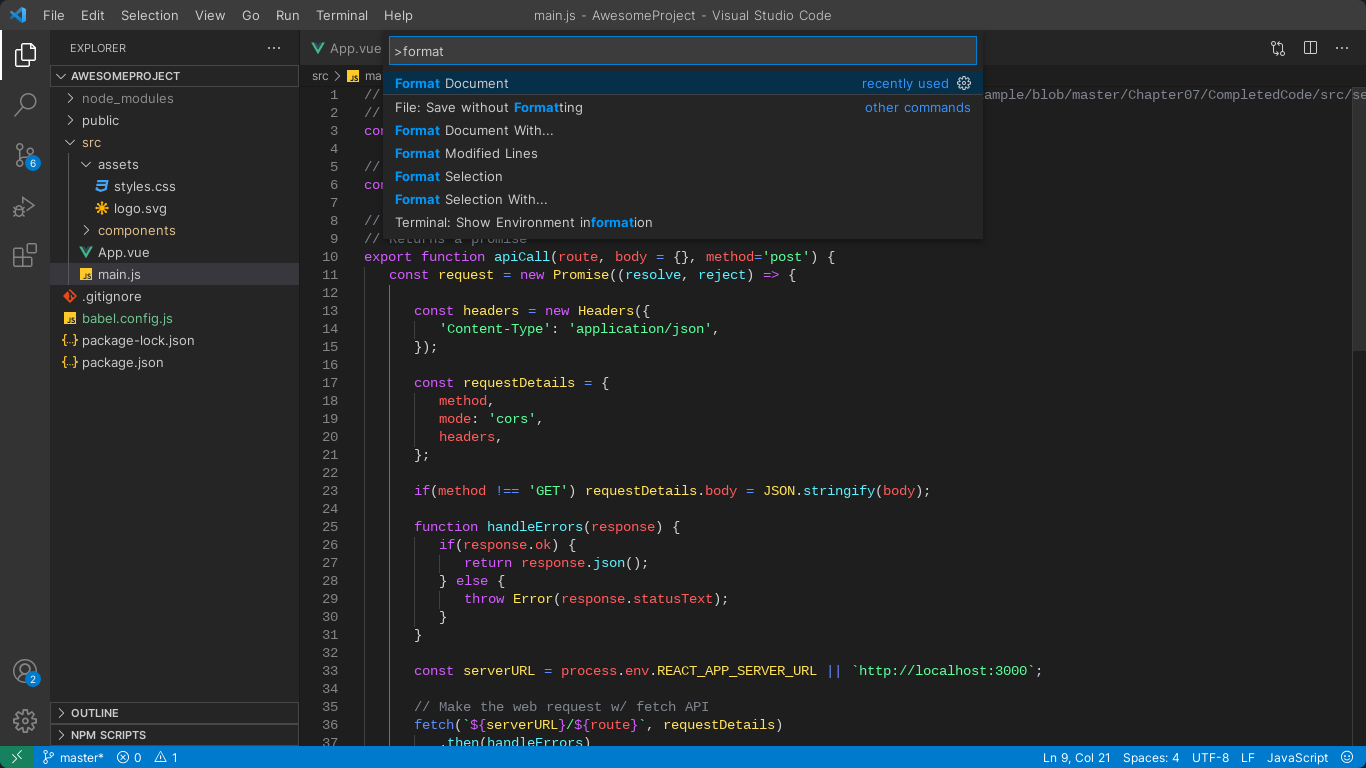 File Edit Selection View Go Run Terminal Help
main.js - AwesomeProject - Visual Studio Code
EXPLORER
AWESOMEPROJECT
node_modules
public
src
assets
styles.css
logo.svg
components
App.vue
main.js
.gitignore
babel.config.js
package-lock.json
package.json
OUTLINE
NPM SCRIPTS
6
2
App.vue
src > JS
>format
Format Document recently used
File: Save without Formatting other commands
Format Document With...
Format Modified Lines
Format Selection
Format Selection With...
Terminal: Show Environment information
1 // ample/blob/master/Chapter07/CompletedCode/src/se
2 //
3 con
4
5 //
6 con
7
8 //
9 // Returns a promise
10 export function apiCall(route, body = {}, method='post') {
11 const request = new Promise((resolve, reject) => {
12
13 const headers = new Headers({
14 'Content-Type': 'application/json',
15 });
16
17 const requestDetails = {
18 method,
19 mode: 'cors',
20 headers,
21 };
22
23 if(method !== 'GET') requestDetails.body = JSON.stringify(body);
24
25 function handleErrors(response) {
26 if(response.ok) {
27 return response.json();
28 } else {
29 throw Error(response.statusText);
30 }
31 }
32
33 const serverURL = process.env.REACT_APP_SERVER_URL || `http://localhost:3000`;
34
35 // Make the web request w/ fetch API
36 fetch(`${serverURL}/${route}`, requestDetails)
37 .then(handleErrors)
master* 0 1
Ln 9, Col 21 Spaces: 4 UTF-8 LF JavaScript